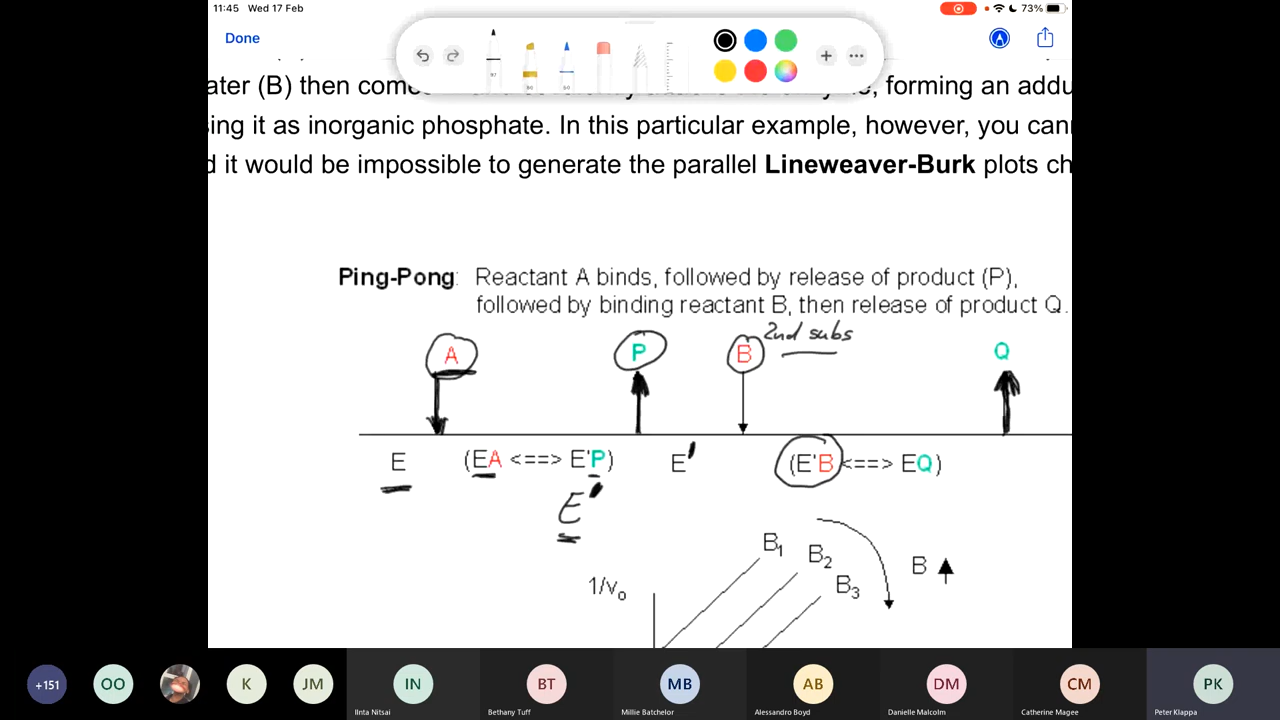 11:45 Wed 17 Feb
73%
Done
ater (B) then com
, forming an addu
sing it as inorganic phosphate. In this particular example, however, you can
d it would be impossible to generate the parallel Lineweaver-Burk plots ch
Ping-Pong: Reactant A binds, followed by release of product (P),
followed by binding reactant B, then release of product Q.
2nd subs
A P B Q
E (EA <==> E'P) E' (E'B <==> EQ)
E'
B1 B2 B3 B
1/vo
+151 OO K JM IN BT MB AB DM CM PK
Ilnta Nitsai Bethany Tuff Millie Batchelor Alessandro Boyd Danielle Malcolm Catherine Magee Peter Klappa